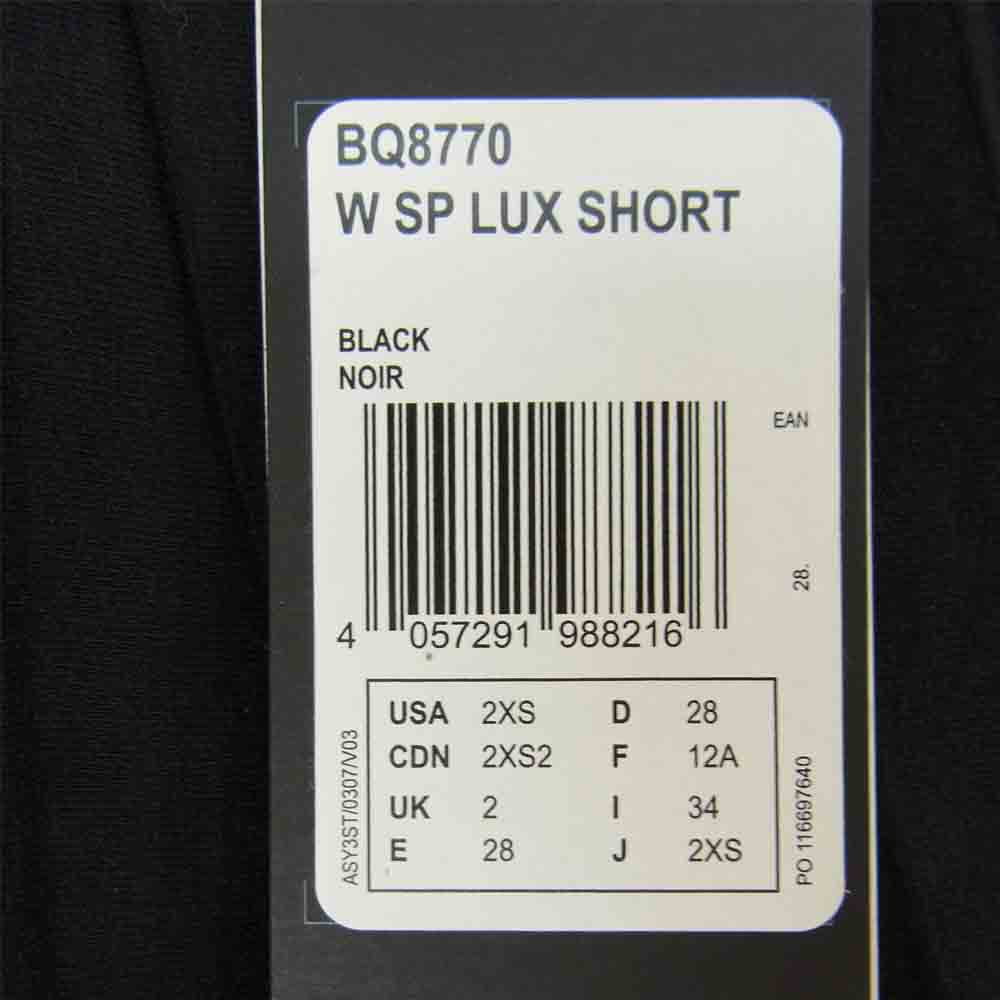 BQ8770
W SP LUX SHORT
BLACK
NOIR
EAN
28.
4 057291 988216
USA 2XS D 28
CDN 2XS2 F 12A
UK 2 I 34
E 28 J 2XS
ASY3ST/0307/V03
PO 116697640